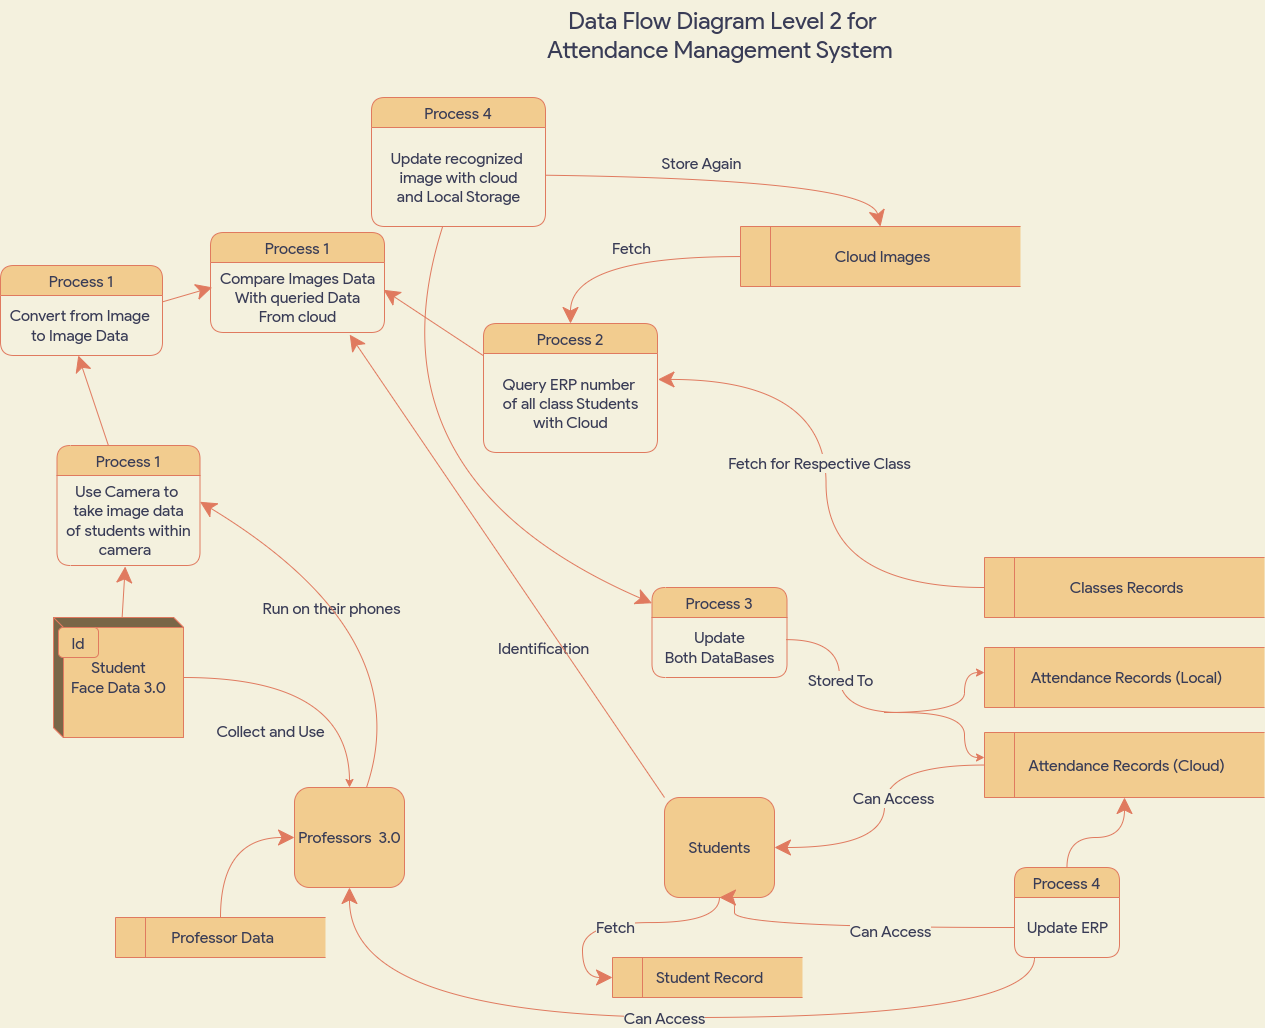 Data Flow Diagram Level 2 for
Attendance Management System
Process 4
Update recognized
image with cloud
and Local Storage
Store Again
Process 1
Compare Images Data
With queried Data
From cloud
Fetch
Cloud Images
Process 1
Convert from Image
to Image Data
Process 2
Query ERP number
of all class Students
with Cloud
Process 1
Use Camera to
take image data
of students within
camera
Fetch for Respective Class
Classes Records
Run on their phones
Process 3
Update
Both DataBases
Id
Student
Face Data 3.0
Identification
Stored To
Attendance Records (Local)
Collect and Use
Attendance Records (Cloud)
Can Access
Professors 3.0
Students
Process 4
Update ERP
Professor Data
Fetch
Can Access
Student Record
Can Access